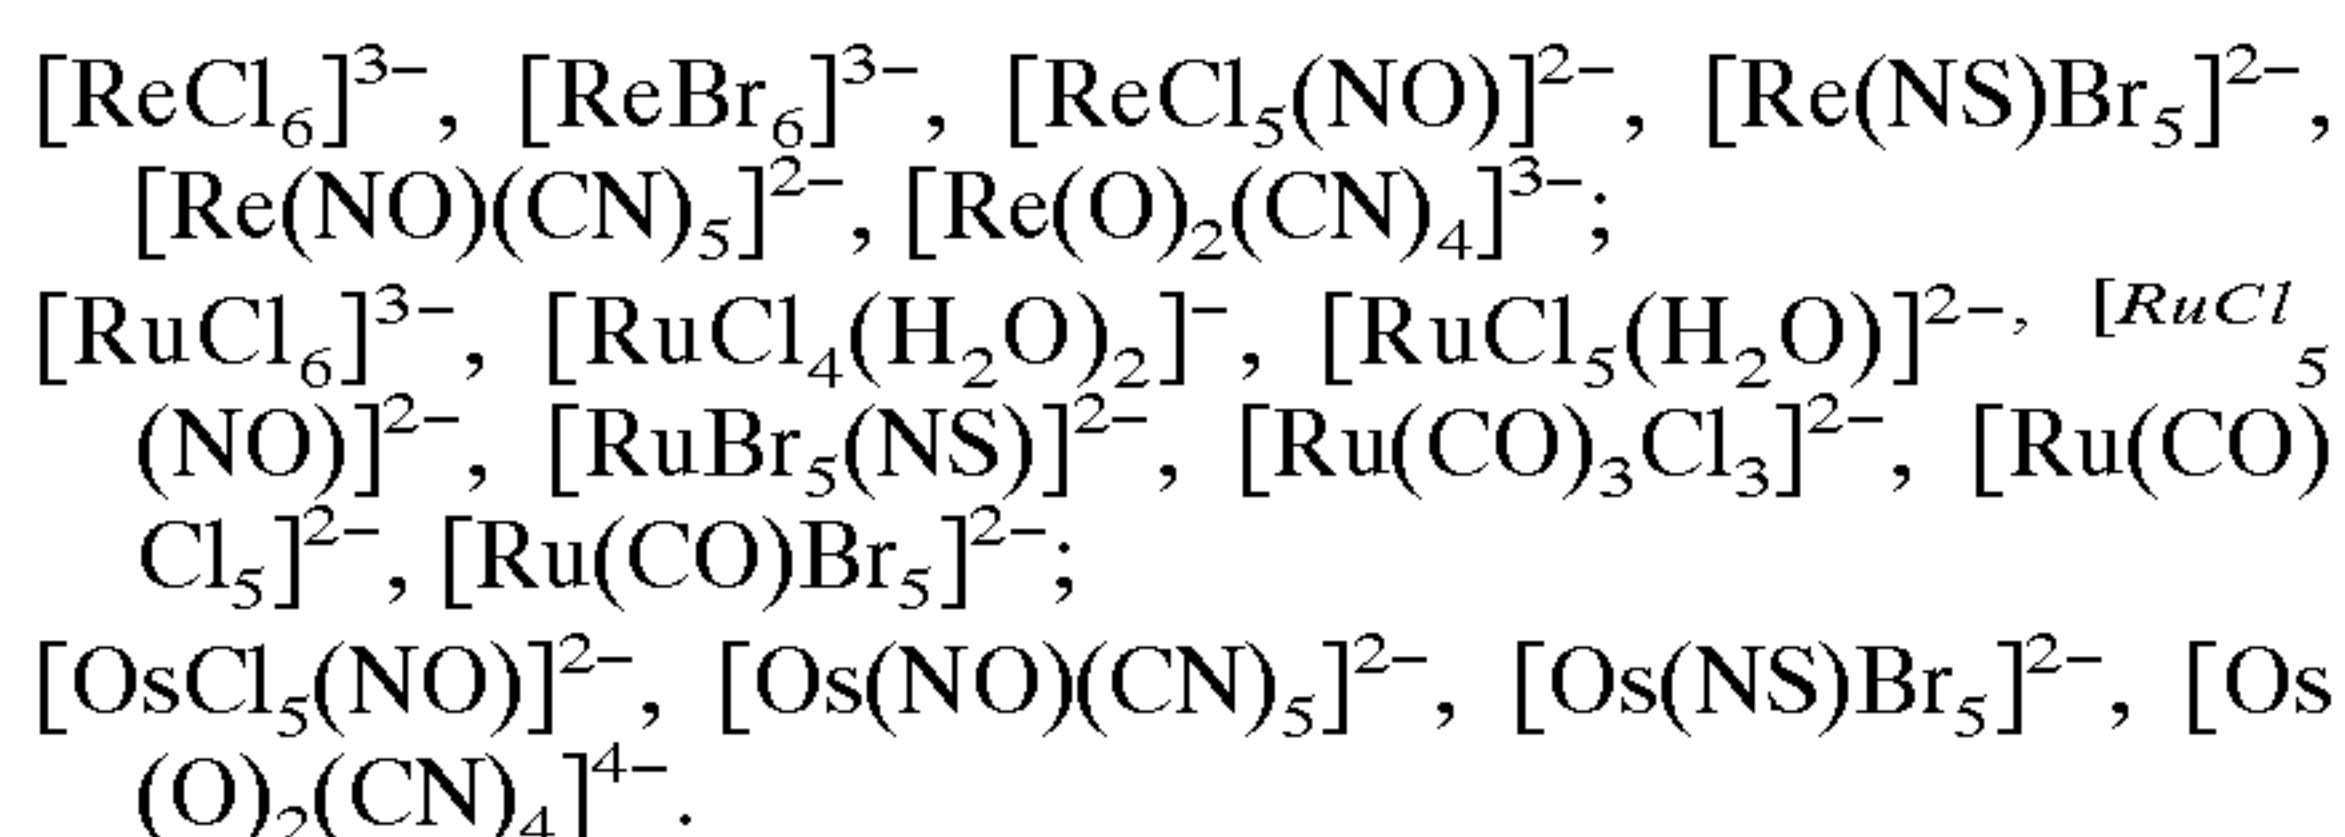 [ReCl₆]³⁻, [ReBr₆]³⁻, [ReCl₅(NO)]²⁻, [Re(NS)Br₅]²⁻,
[Re(NO)(CN)₅]²⁻, [Re(O)₂(CN)₄]³⁻;
[RuCl₆]³⁻, [RuCl₄(H₂O)₂]⁻, [RuCl₅(H₂O)]²⁻˒ [RuCl₅
(NO)]²⁻, [RuBr₅(NS)]²⁻, [Ru(CO)₃Cl₃]²⁻, [Ru(CO)
Cl₅]²⁻, [Ru(CO)Br₅]²⁻;
[OsCl₅(NO)]²⁻, [Os(NO)(CN)₅]²⁻, [Os(NS)Br₅]²⁻, [Os
(O)₂(CN)₄]⁴⁻.